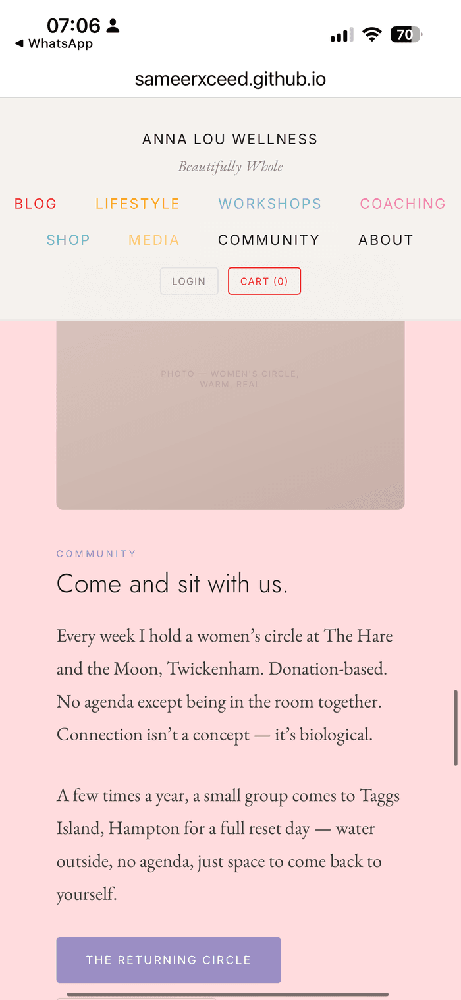 07:06
◀ WhatsApp
70
sameerxceed.github.io
ANNA LOU WELLNESS
Beautifully Whole
BLOG LIFESTYLE WORKSHOPS COACHING
SHOP MEDIA COMMUNITY ABOUT
LOGIN CART (0)
PHOTO — WOMEN'S CIRCLE,
WARM, REAL
COMMUNITY
Come and sit with us.
Every week I hold a women’s circle at The Hare
and the Moon, Twickenham. Donation-based.
No agenda except being in the room together.
Connection isn’t a concept — it’s biological.
A few times a year, a small group comes to Taggs
Island, Hampton for a full reset day — water
outside, no agenda, just space to come back to
yourself.
THE RETURNING CIRCLE